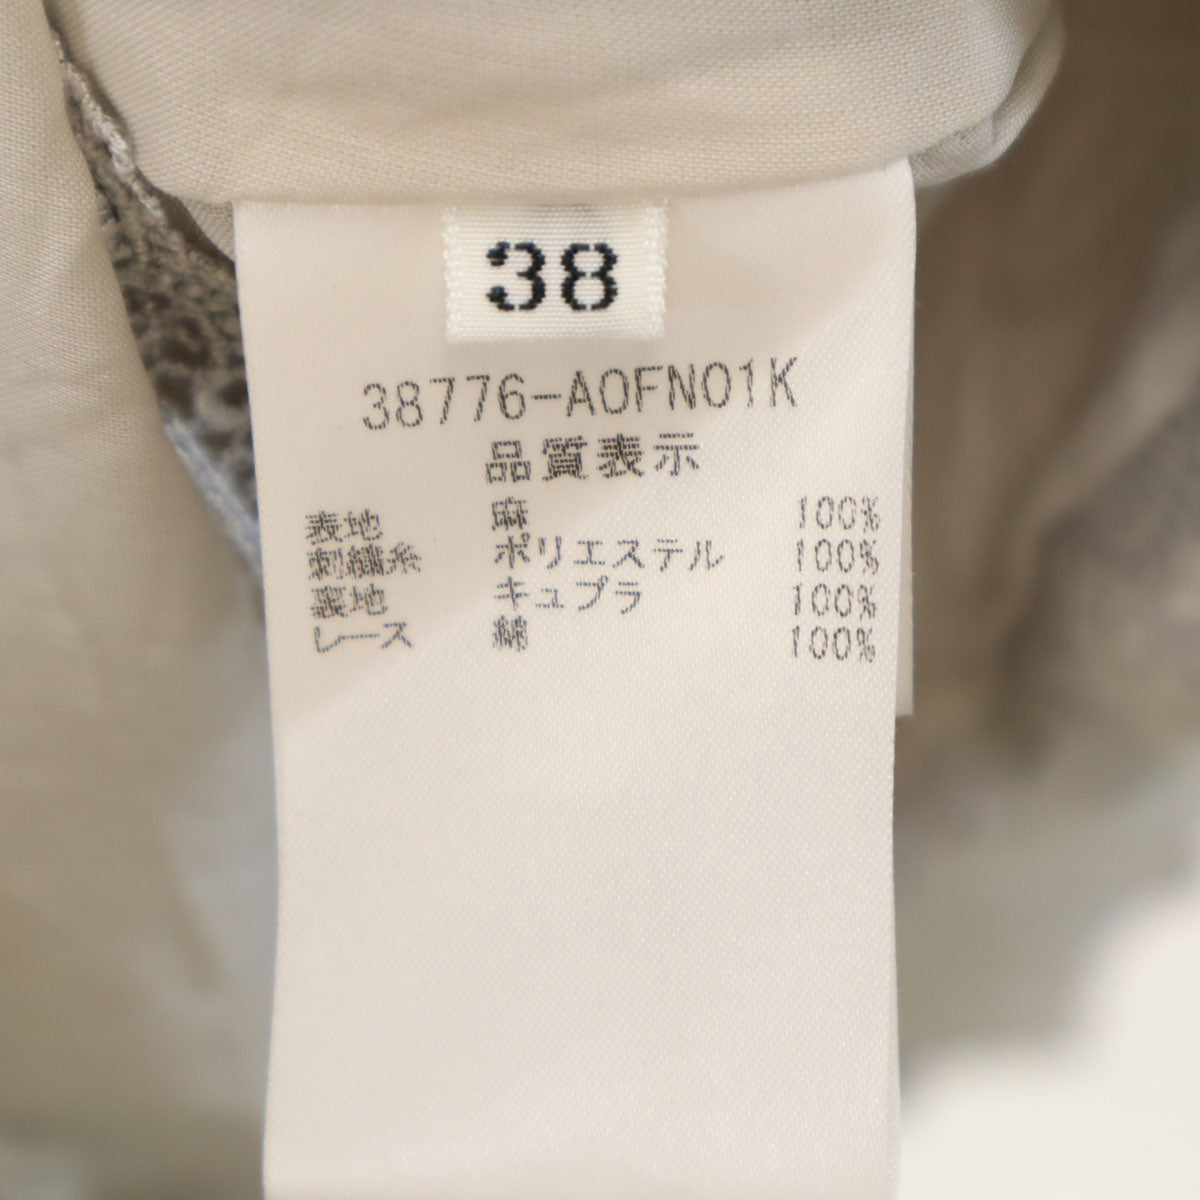 38
38776-A0FN01K
品質表示
表地 麻 100%
刺繍糸 ポリエステル 100%
裏地 キュプラ 100%
レース 綿 100%